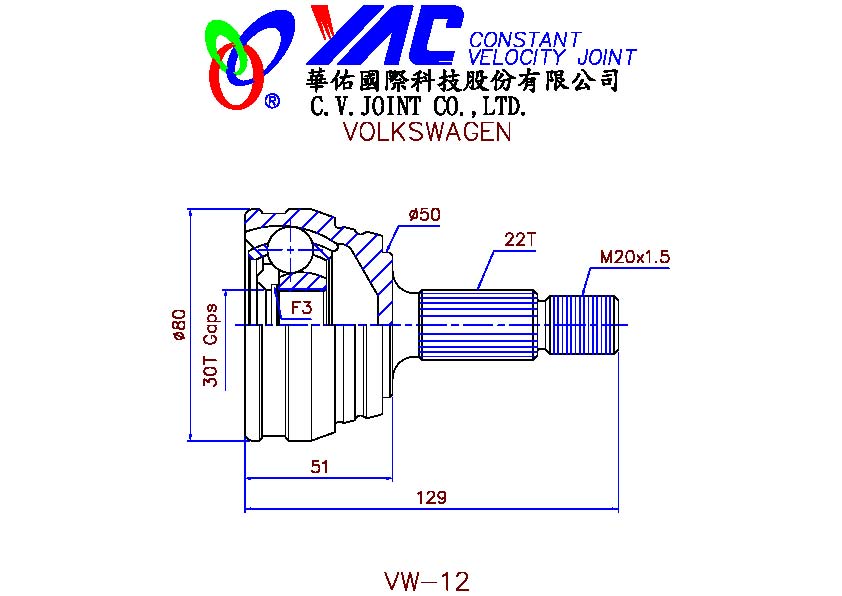 YAC CONSTANT
VELOCITY JOINT
®
華佑國際科技股份有限公司
C.V.JOINT CO.,LTD.
VOLKSWAGEN
ø50
22T
M20x1.5
F3
ø80
30T Gaps
51
129
VW-12